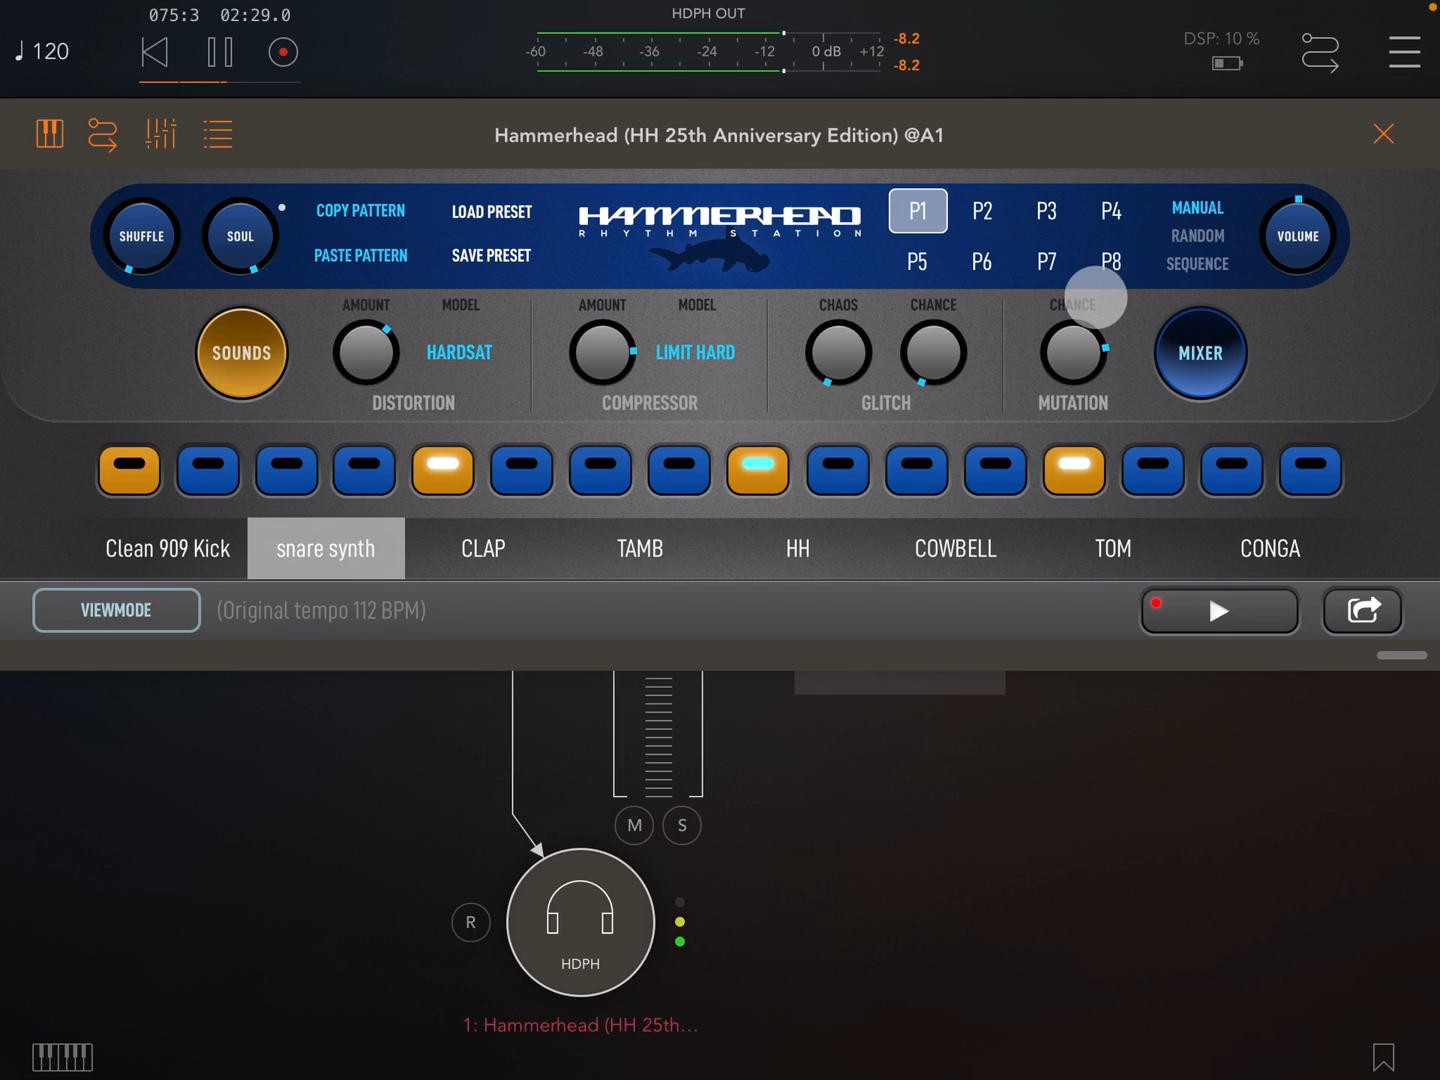 075:3 02:29.0
HDPH OUT
♩ 120
-60 -48 -36 -24 -12 0 dB +12
-8.2
-8.2
DSP: 10 %
Hammerhead (HH 25th Anniversary Edition) @A1
SHUFFLE
SOUL
COPY PATTERN
PASTE PATTERN
LOAD PRESET
SAVE PRESET
HAMMERHEAD
RHYTHM STATION
P1 P2 P3 P4
P5 P6 P7 P8
MANUAL
RANDOM
SEQUENCE
VOLUME
SOUNDS
AMOUNT MODEL
HARDSAT
DISTORTION
AMOUNT MODEL
LIMIT HARD
COMPRESSOR
CHAOS CHANCE
GLITCH
CHANCE
MUTATION
MIXER
Clean 909 Kick snare synth CLAP TAMB HH COWBELL TOM CONGA
VIEWMODE (Original tempo 112 BPM)
M S
R
HDPH
1: Hammerhead (HH 25th...